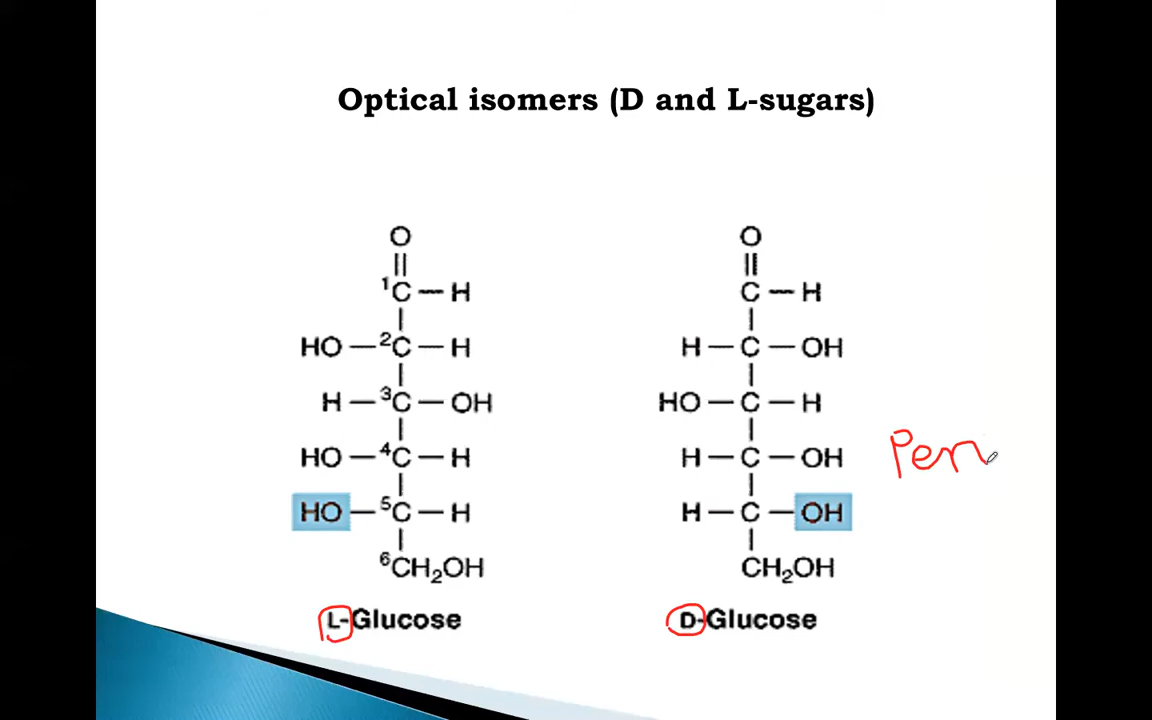 Optical isomers (D and L-sugars)
O
||
¹C—H
|
HO—²C—H
|
H—³C—OH
|
HO—⁴C—H
|
HO—⁵C—H
|
⁶CH₂OH
L-Glucose
O
||
C—H
|
H—C—OH
|
HO—C—H
|
H—C—OH
|
H—C—OH
|
CH₂OH
D-Glucose
Pen